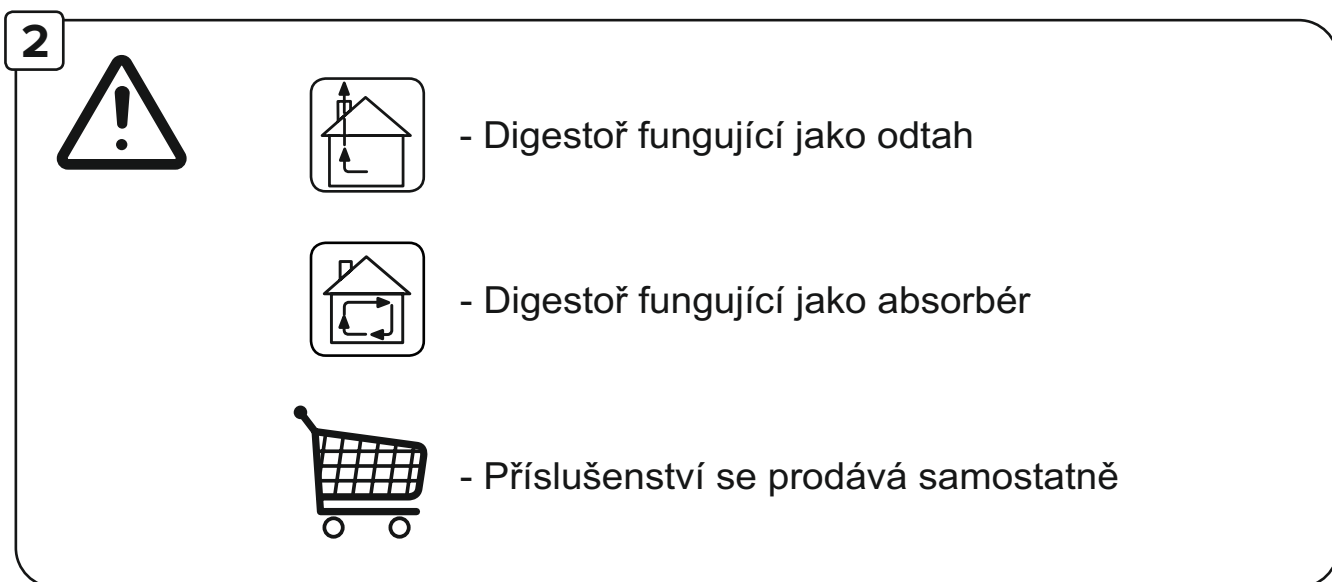 2
- Digestoř fungující jako odtah
- Digestoř fungující jako absorbér
- Příslušenství se prodává samostatně